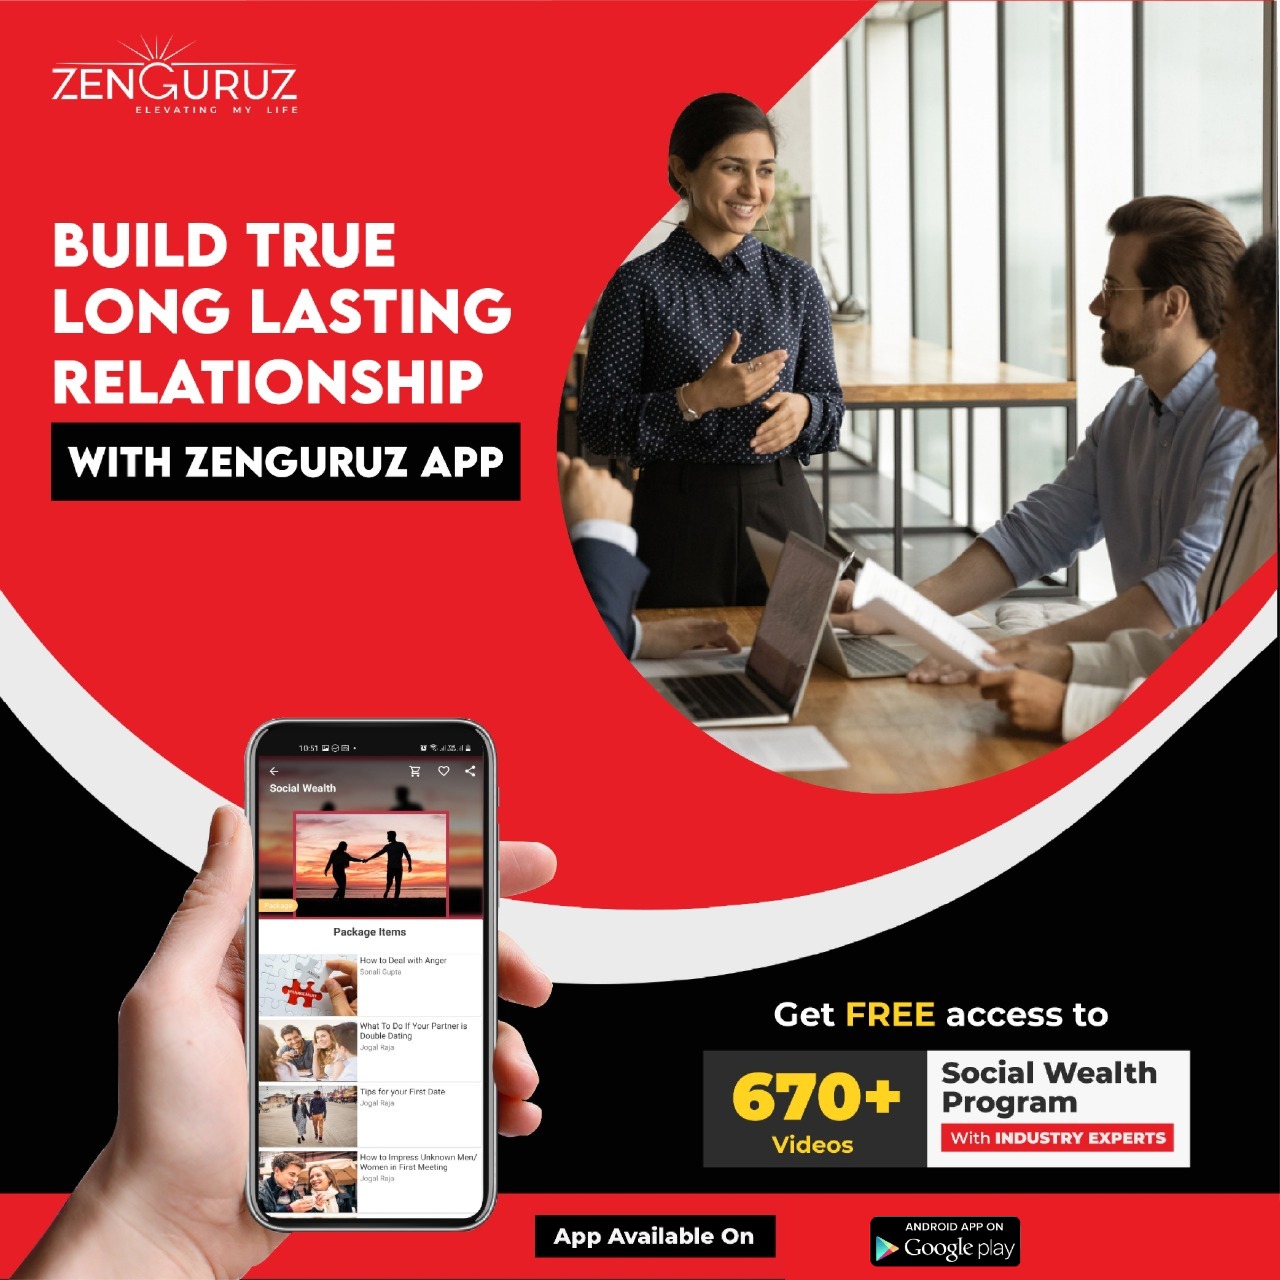 ZENGURUZ
ELEVATING MY LIFE
BUILD TRUE
LONG LASTING
RELATIONSHIP
WITH ZENGURUZ APP
10:51
Social Wealth
Package
Package Items
How to Deal with Anger
Sonali Gupta
What To Do If Your Partner is
Double Dating
Jogal Raja
Tips for your First Date
Jogal Raja
How to Impress Unknown Men/
Women in First Meeting
Jogal Raja
Get FREE access to
670+
Videos
Social Wealth
Program
With INDUSTRY EXPERTS
App Available On
ANDROID APP ON
Google play